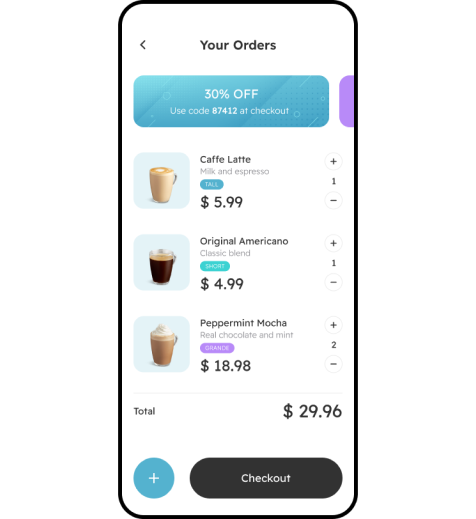 Your Orders
30% OFF
Use code 87412 at checkout
Caffe Latte
Milk and espresso
TALL
$ 5.99
+
1
−
Original Americano
Classic blend
SHORT
$ 4.99
+
1
−
Peppermint Mocha
Real chocolate and mint
GRANDE
$ 18.98
+
2
−
Total
$ 29.96
+
Checkout